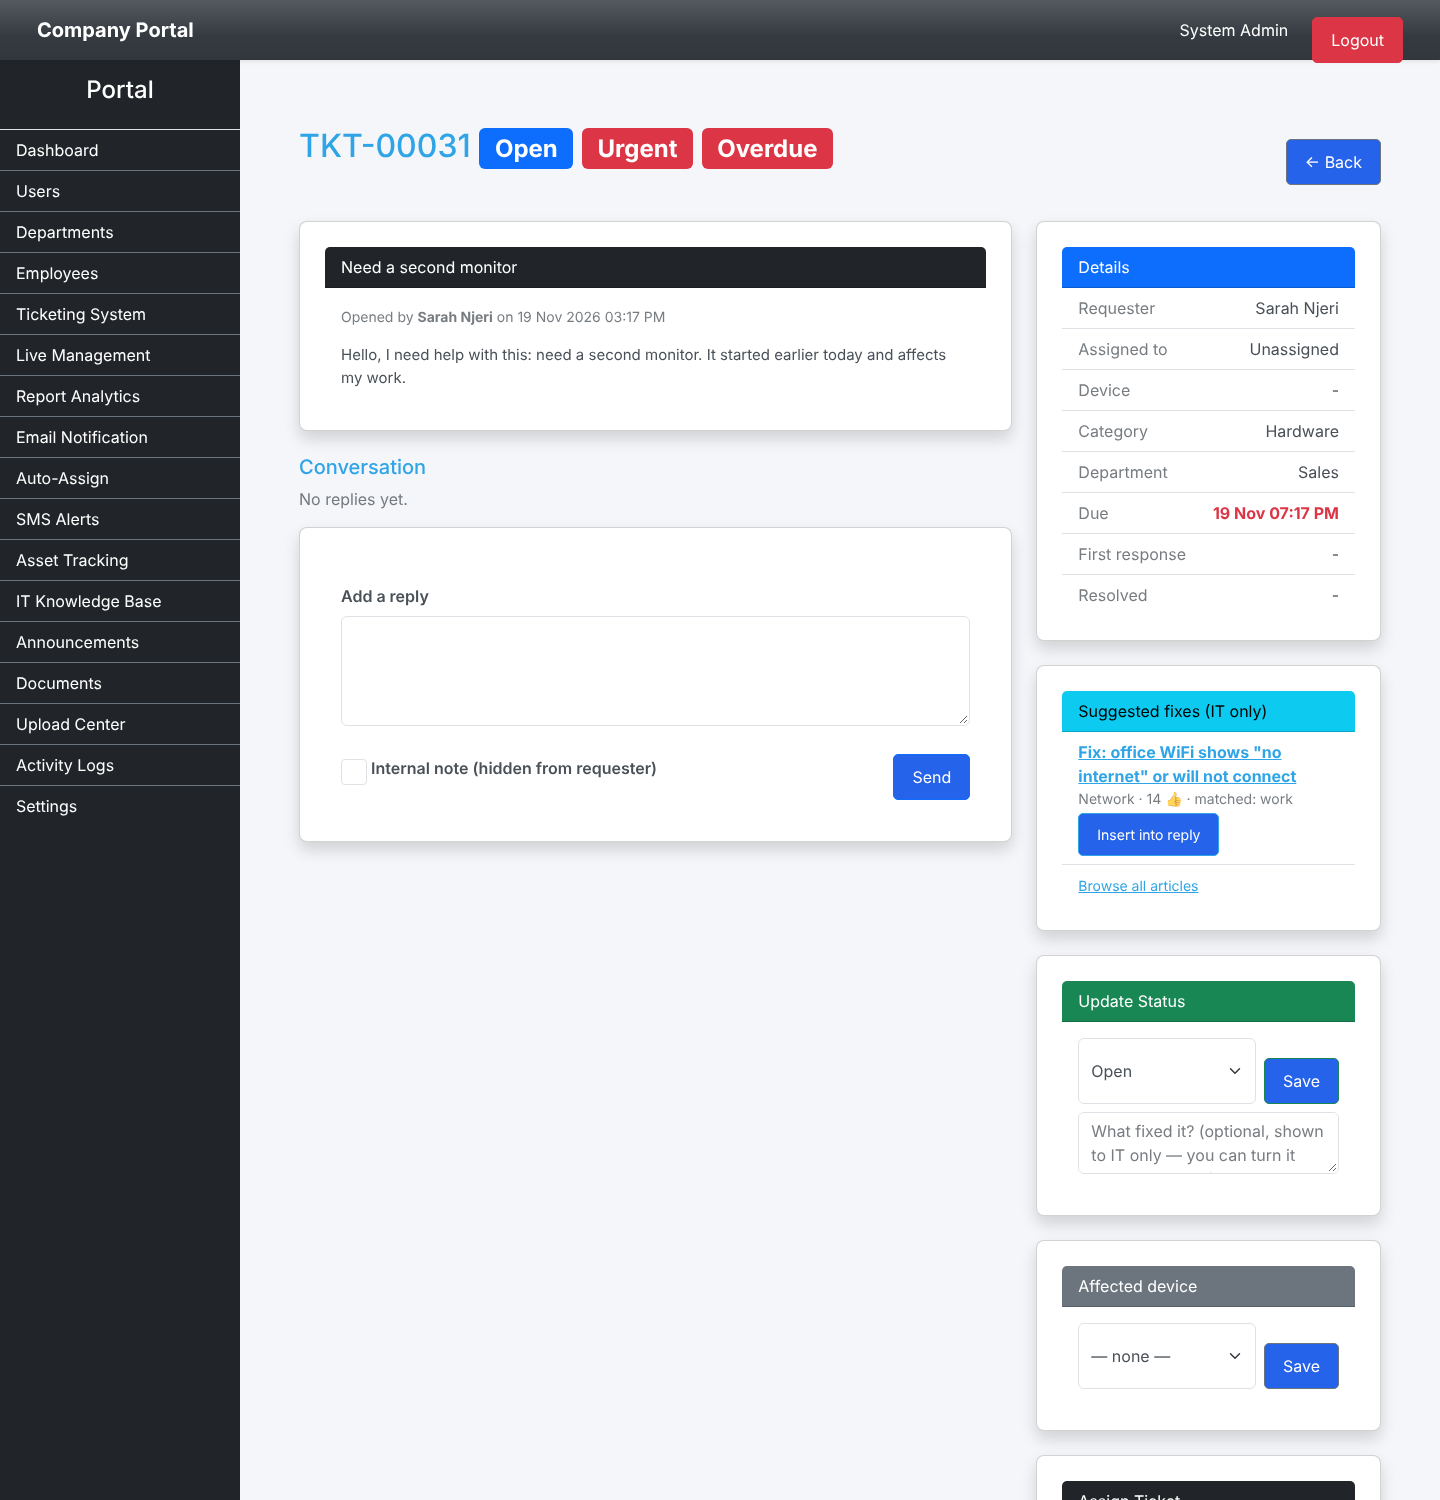 Company Portal
System Admin
Logout
Portal
Dashboard
Users
Departments
Employees
Ticketing System
Live Management
Report Analytics
Email Notification
Auto-Assign
SMS Alerts
Asset Tracking
IT Knowledge Base
Announcements
Documents
Upload Center
Activity Logs
Settings
TKT-00031 Open Urgent Overdue
← Back
Need a second monitor
Opened by Sarah Njeri on 19 Nov 2026 03:17 PM
Hello, I need help with this: need a second monitor. It started earlier today and affects
my work.
Conversation
No replies yet.
Add a reply
Internal note (hidden from requester)
Send
Details
Requester Sarah Njeri
Assigned to Unassigned
Device -
Category Hardware
Department Sales
Due 19 Nov 07:17 PM
First response -
Resolved -
Suggested fixes (IT only)
Fix: office WiFi shows "no
internet" or will not connect
Network · 14 👍 · matched: work
Insert into reply
Browse all articles
Update Status
Open
Save
What fixed it? (optional, shown
to IT only — you can turn it
Affected device
— none —
Save
Assign Ticket